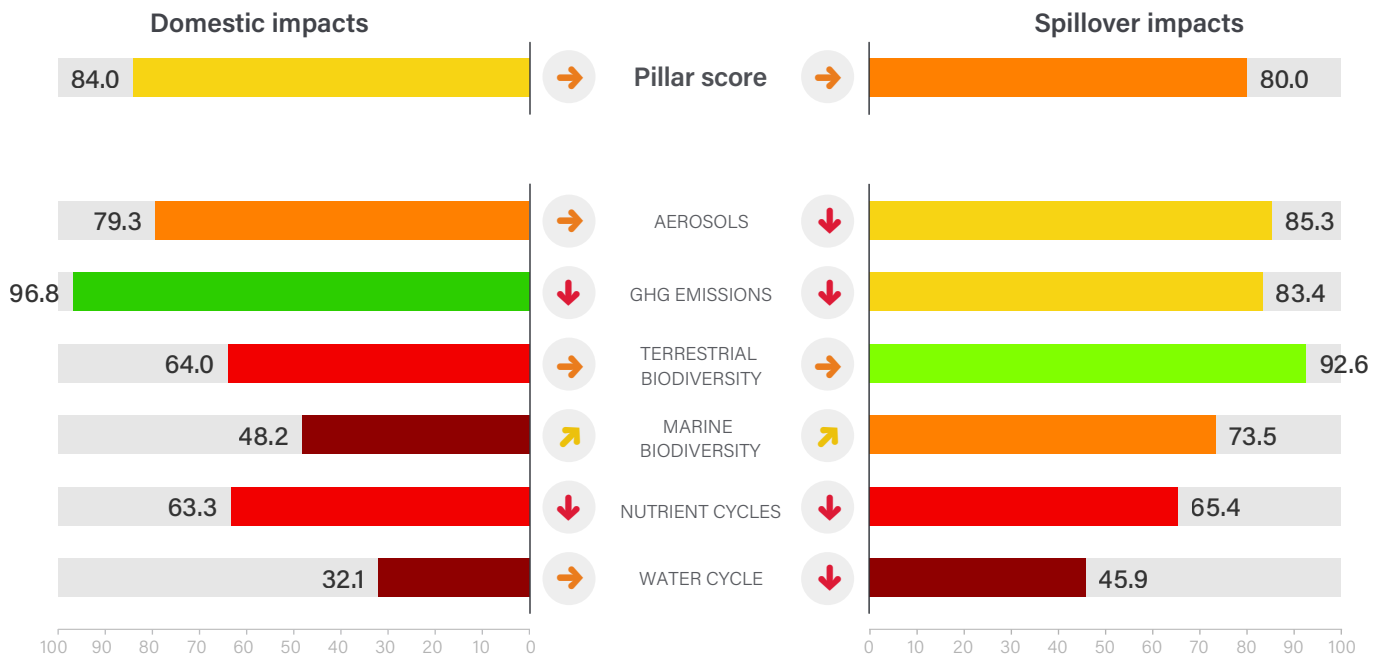 Domestic impacts
Spillover impacts
84.0
Pillar score
80.0
79.3
AEROSOLS
85.3
96.8
GHG EMISSIONS
83.4
64.0
TERRESTRIAL
BIODIVERSITY
92.6
48.2
MARINE
BIODIVERSITY
73.5
63.3
NUTRIENT CYCLES
65.4
32.1
WATER CYCLE
45.9
100 90 80 70 60 50 40 30 20 10 0
0 10 20 30 40 50 60 70 80 90 100